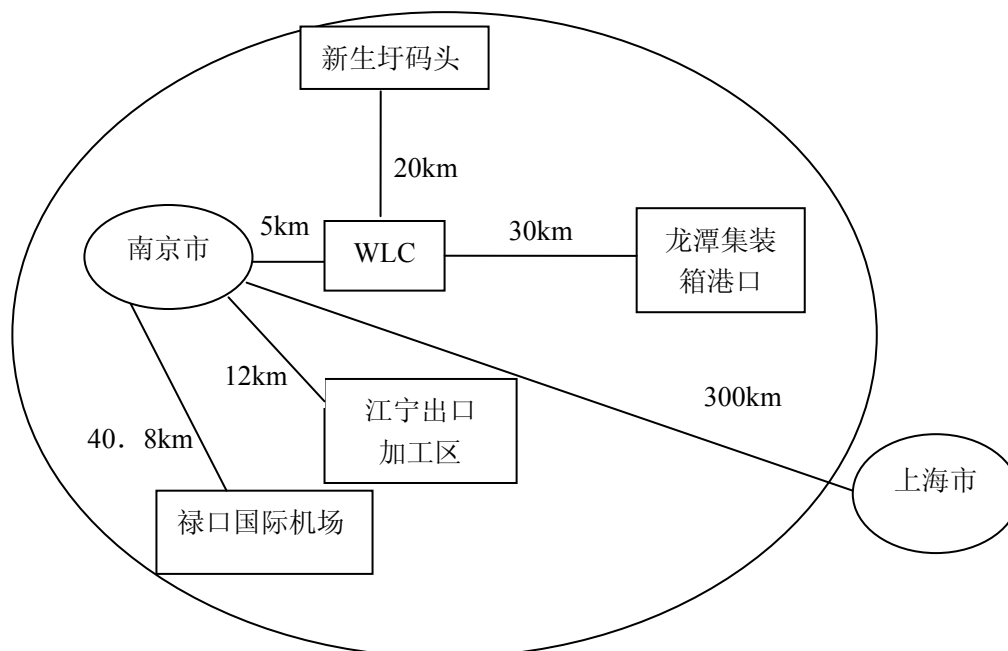 新生圩码头
20km
5km
南京市
WLC
30km
龙潭集装
箱港口
12km
江宁出口
加工区
300km
40．8km
上海市
禄口国际机场